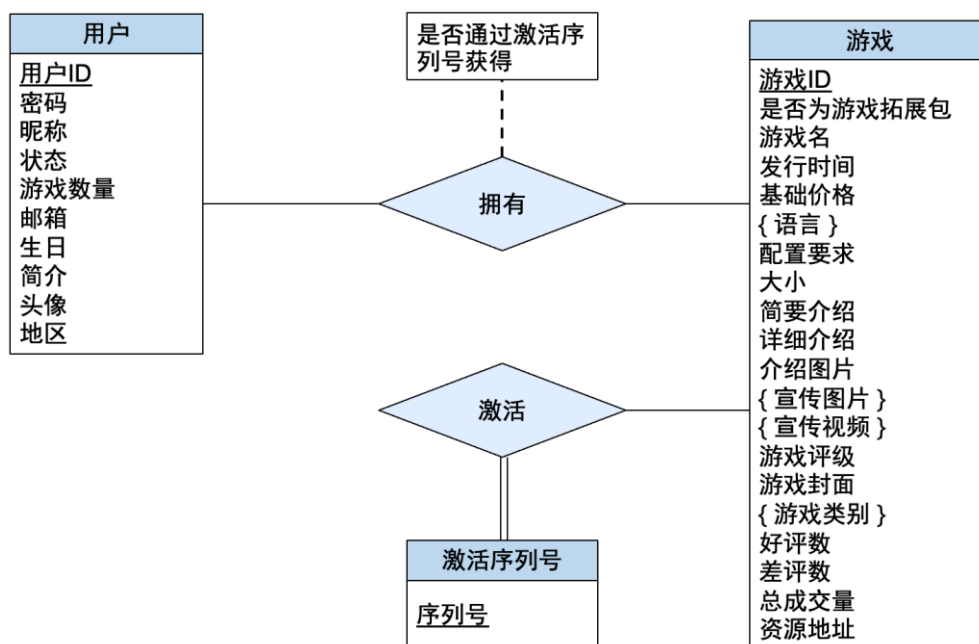 用户
用户ID
密码
昵称
状态
游戏数量
邮箱
生日
简介
头像
地区
是否通过激活序
列号获得
拥有
激活
激活序列号
序列号
游戏
游戏ID
是否为游戏拓展包
游戏名
发行时间
基础价格
{ 语言 }
配置要求
大小
简要介绍
详细介绍
介绍图片
{ 宣传图片 }
{ 宣传视频 }
游戏评级
游戏封面
{ 游戏类别 }
好评数
差评数
总成交量
资源地址